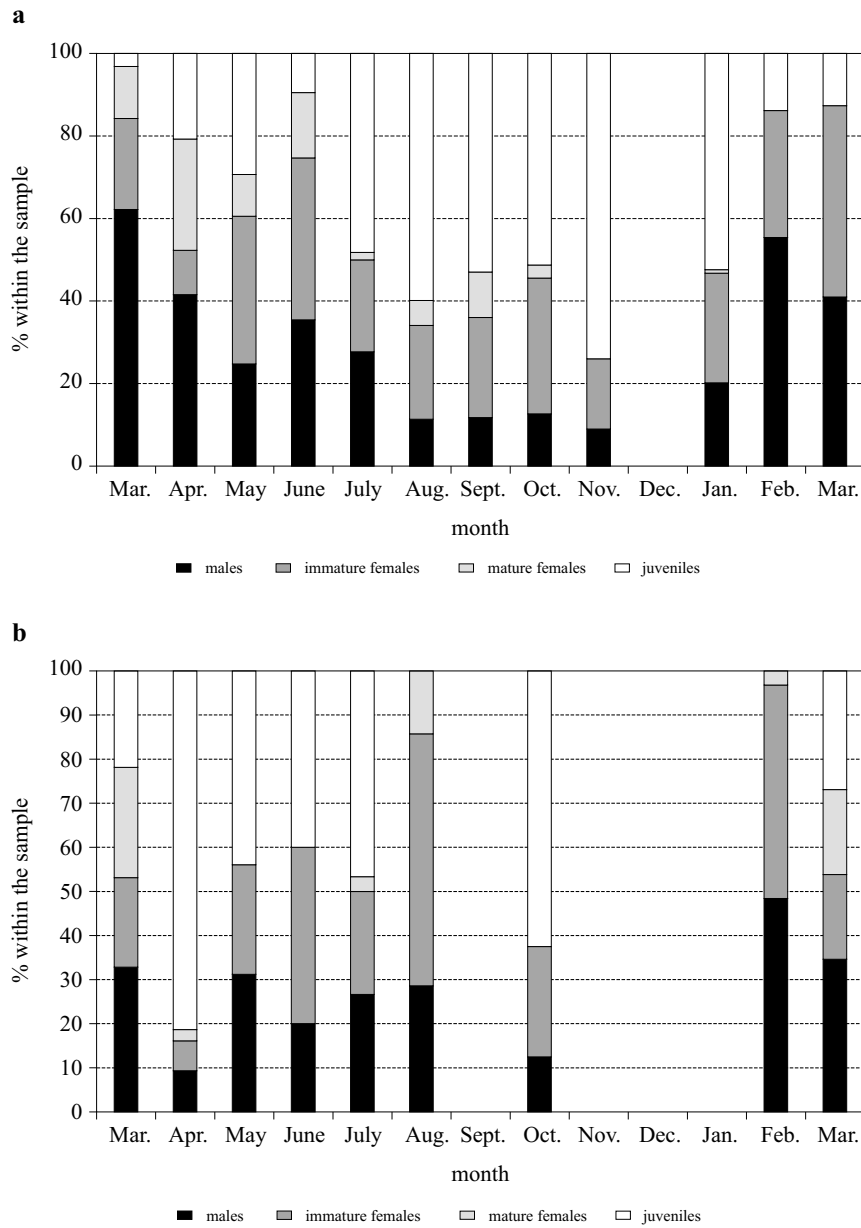 a
100
80
60
40
20
0
% within the sample
Mar. Apr. May June July Aug. Sept. Oct. Nov. Dec. Jan. Feb. Mar.
month
males immature females mature females juveniles
b
100
90
80
70
60
50
40
30
20
10
0
% within the sample
Mar. Apr. May June July Aug. Sept. Oct. Nov. Dec. Jan. Feb. Mar.
month
males immature females mature females juveniles